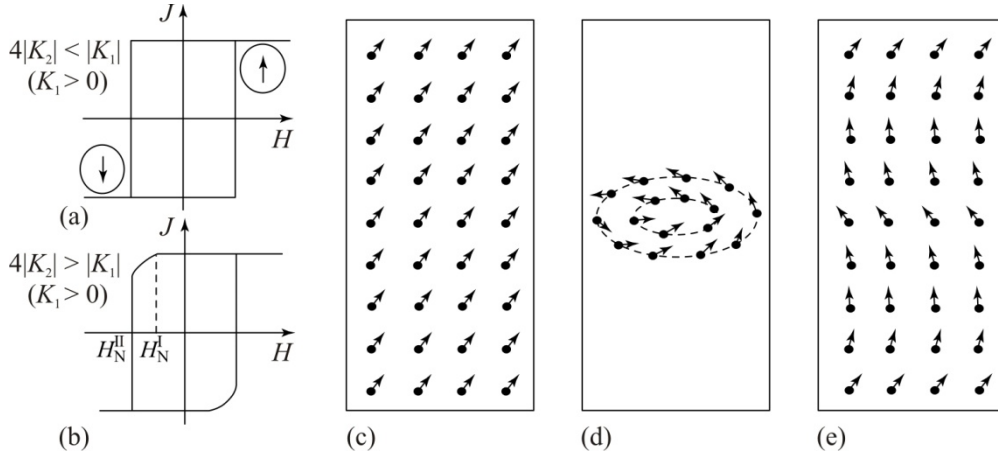 J
4|K₂| < |K₁|
(K₁ > 0)
H
(a)
J
4|K₂| > |K₁|
(K₁ > 0)
H_N^II H_N^I H
(b) (c) (d) (e)